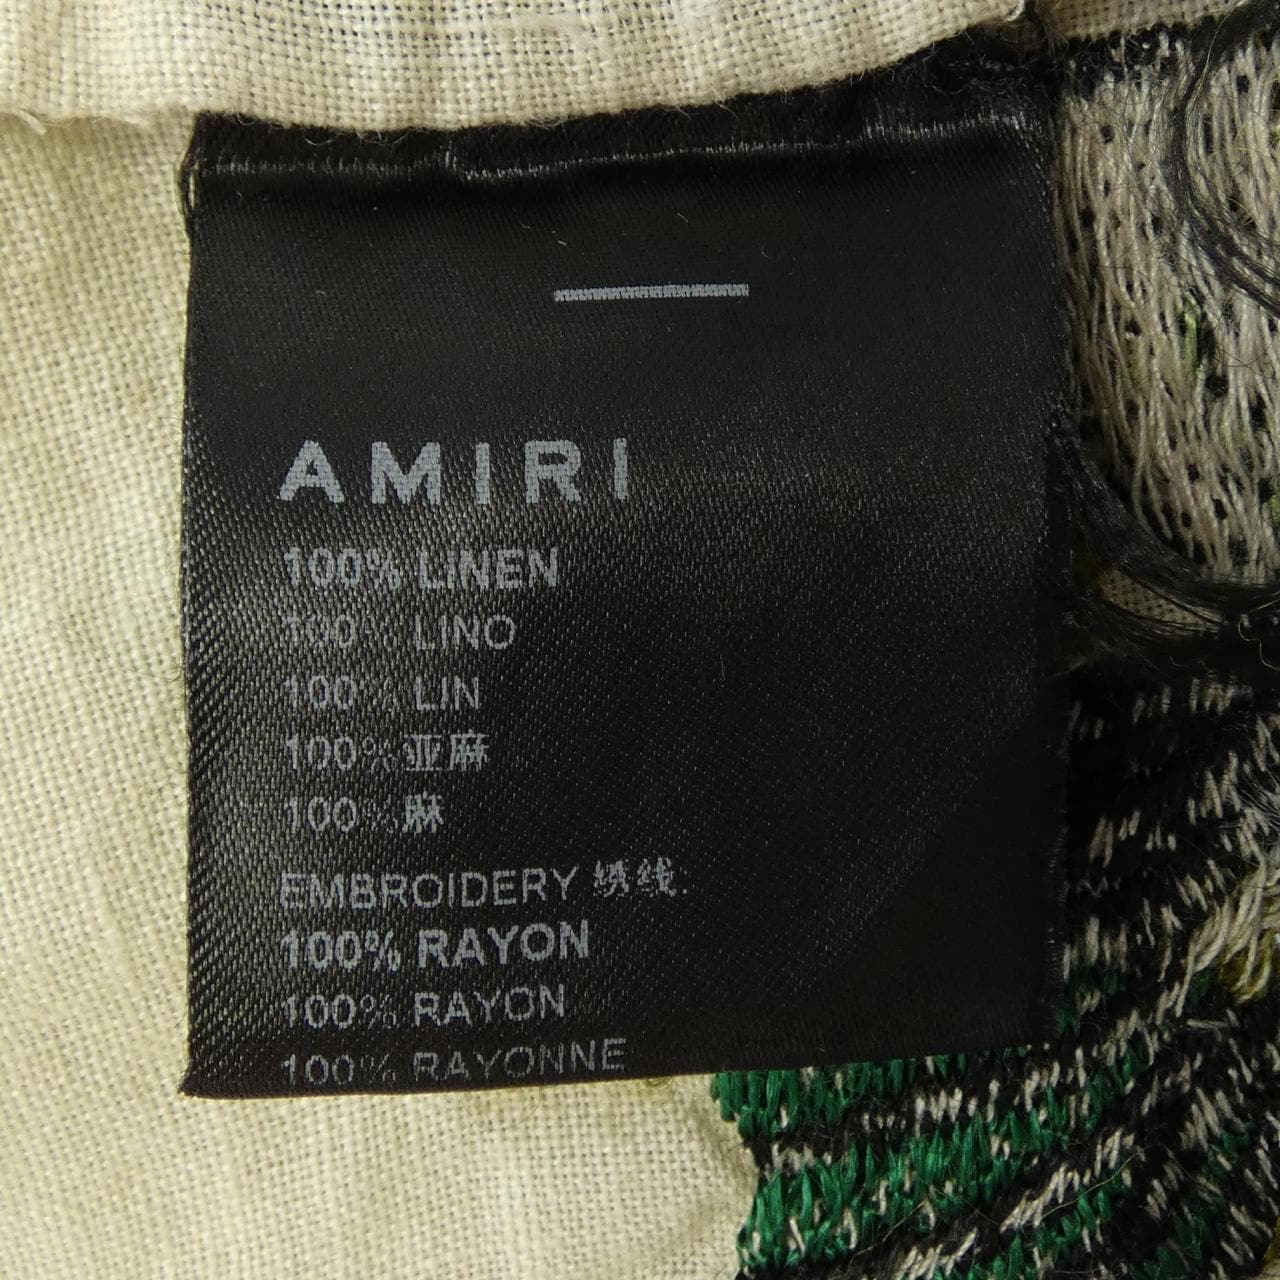 AMIRI
100% LINEN
100% LINO
100% LIN
100%亚麻
100%麻
EMBROIDERY 绣线:
100% RAYON
100% RAYON
100% RAYONNE